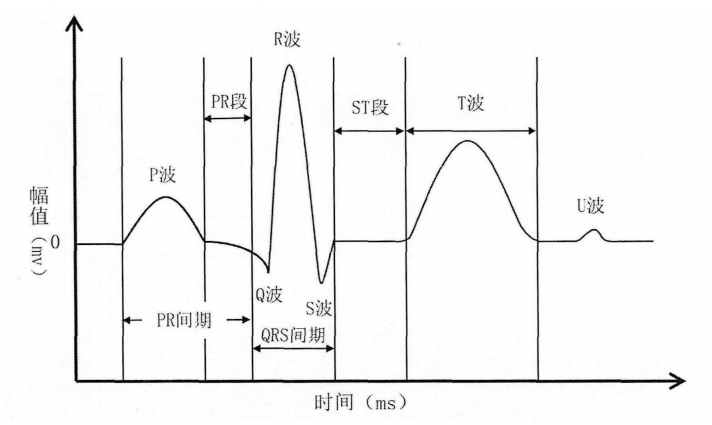 R波
PR段
ST段
T波
P波
U波
幅值（mv）
0
Q波
S波
PR间期
QRS间期
时间（ms）